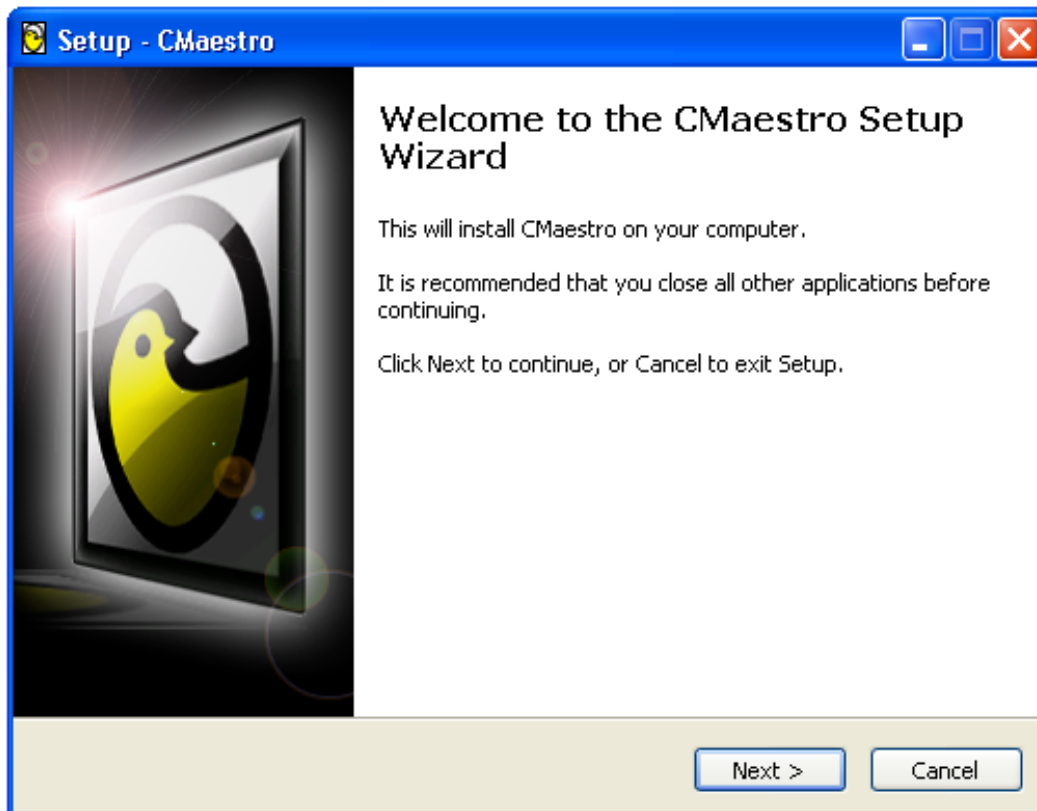 Setup - CMaestro
Welcome to the CMaestro Setup
Wizard
This will install CMaestro on your computer.
It is recommended that you close all other applications before
continuing.
Click Next to continue, or Cancel to exit Setup.
Next >
Cancel